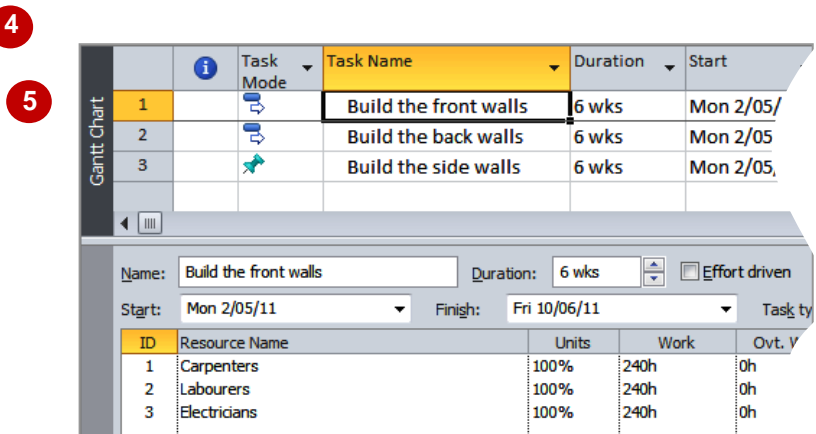 4
5
Task Mode Task Name Duration Start
Gantt Chart
1 Build the front walls 6 wks Mon 2/05/
2 Build the back walls 6 wks Mon 2/05
3 Build the side walls 6 wks Mon 2/05,
Name: Build the front walls Duration: 6 wks Effort driven
Start: Mon 2/05/11 Finish: Fri 10/06/11 Task ty
ID Resource Name Units Work Ovt. W
1 Carpenters 100% 240h 0h
2 Labourers 100% 240h 0h
3 Electricians 100% 240h 0h